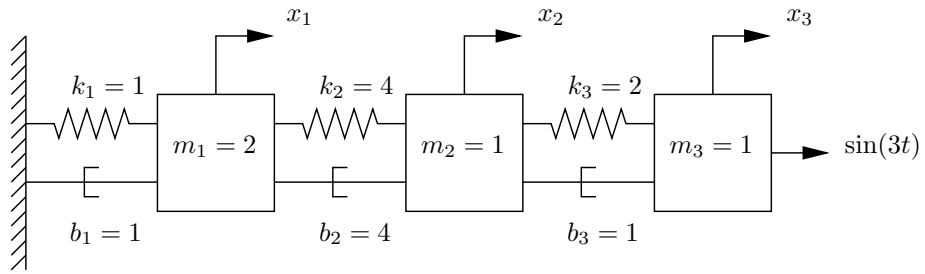 x₁ x₂ x₃
k₁ = 1 k₂ = 4 k₃ = 2
m₁ = 2 m₂ = 1 m₃ = 1 sin(3t)
b₁ = 1 b₂ = 4 b₃ = 1